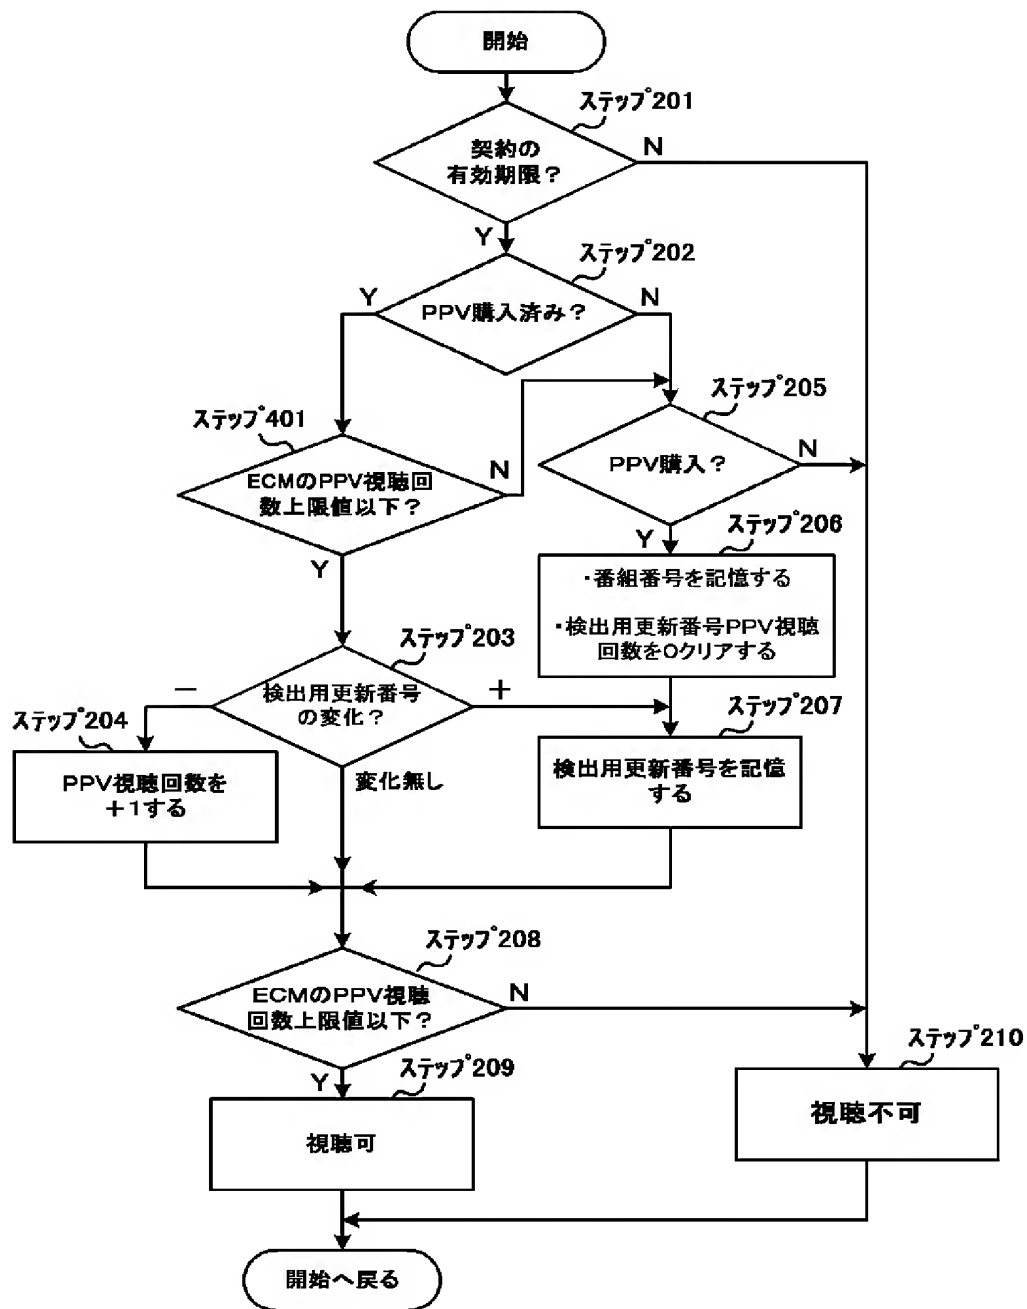 開始
ステップ201
契約の
有効期限?
N
Y
ステップ202
Y
PPV購入済み?
N
ステップ401
ステップ205
ECMのPPV視聴回
数上限値以下?
N
PPV購入?
N
Y
Y
ステップ206
・番組番号を記憶する
・検出用更新番号PPV視聴
回数を0クリアする
ステップ203
検出用更新番号
の変化?
−
+
ステップ204
PPV視聴回数を
+1する
変化無し
ステップ207
検出用更新番号を記憶
する
ステップ208
ECMのPPV視聴
回数上限値以下?
N
Y
ステップ209
視聴可
ステップ210
視聴不可
開始へ戻る